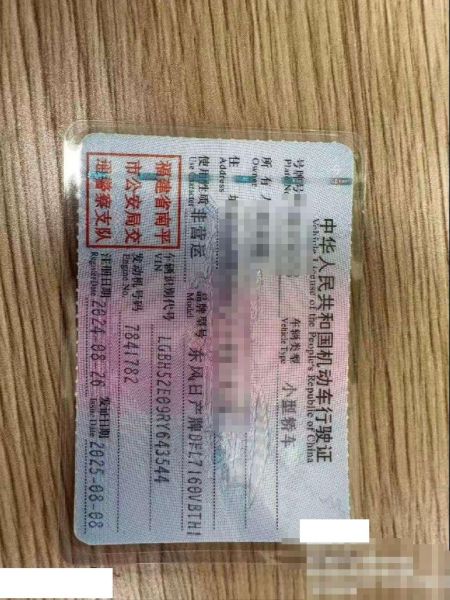 中华人民共和国机动车行驶证
Vehicle License of the People's Republic of China
号牌号
Plate No.
车辆类型
Vehicle Type
小型轿车
所有人
Owner
住
Address
使用性质
Use Character
非营运
品牌型号
Model
东风日产牌DFL7160VBTH1
福建省南平
市公安局交
通警察支队
车辆识别代号
VIN
LGBH52E09RY643544
发动机号码
Engine No.
7841782
注册日期
Register Date
2024-08-26
发证日期
Issue Date
2025-08-08